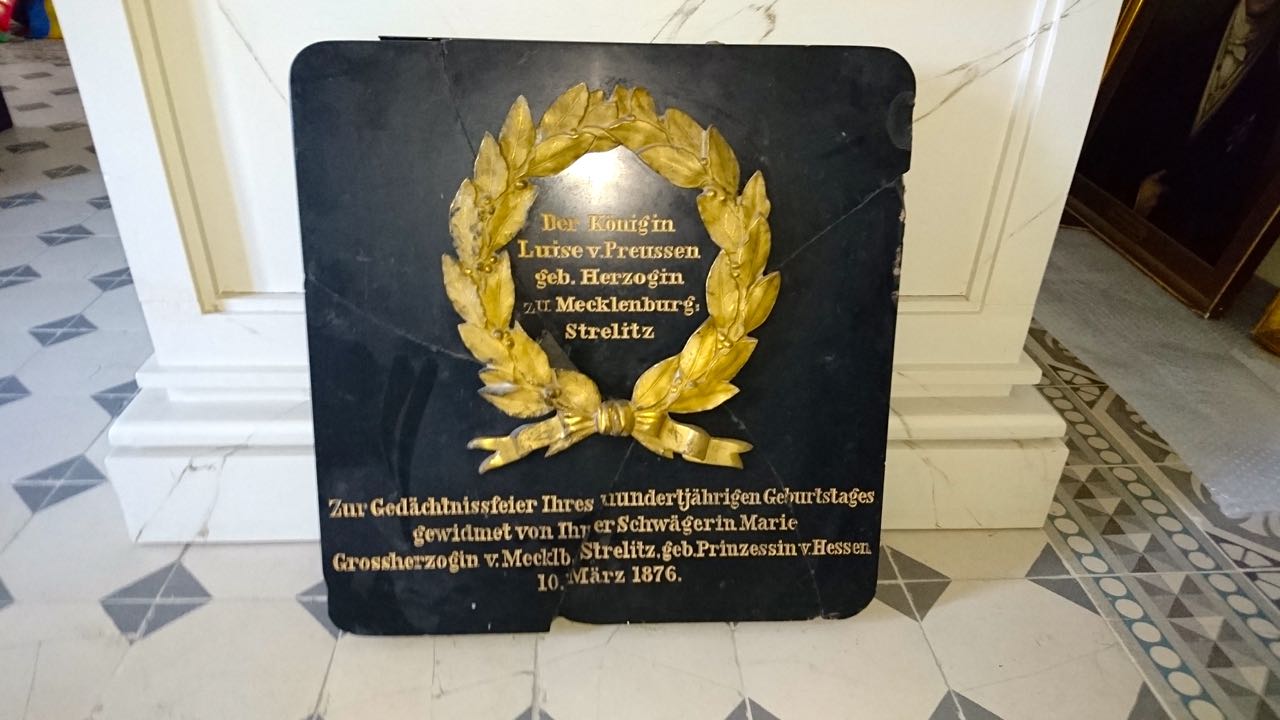 Der Königin
Luise v. Preussen
geb. Herzogin
zu Mecklenburg:
Strelitz
Zur Gedächtnissfeier Ihres hundertjährigen Geburtstages
gewidmet von Ihrer Schwägerin Marie
Grossherzogin v. Mecklb. Strelitz, geb. Prinzessin v. Hessen
10. März 1876.